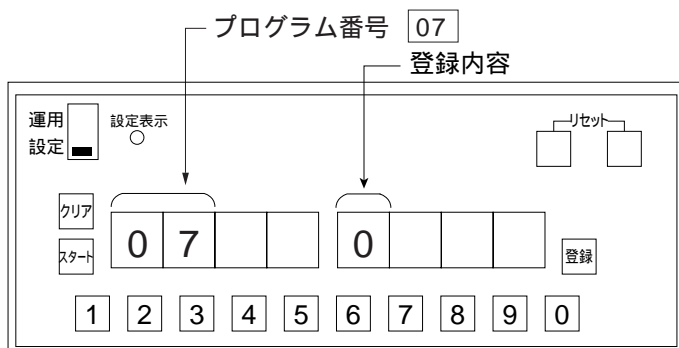 プログラム番号 07
登録内容
運用
設定
設定表示
リセット
クリア
スタート
0 7
0
登録
1 2 3 4 5 6 7 8 9 0